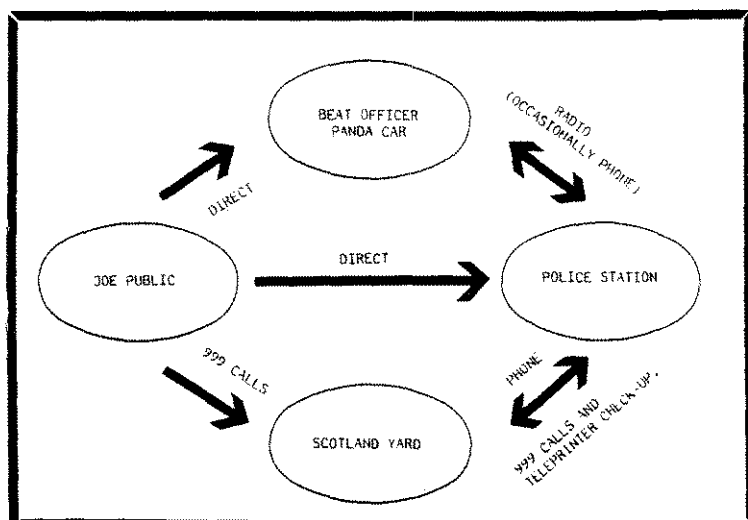 BEAT OFFICER
PANDA CAR
RADIO
(OCCASIONALLY PHONE)
DIRECT
JOE PUBLIC
DIRECT
POLICE STATION
999 CALLS
PHONE
SCOTLAND YARD
999 CALLS AND
TELEPRINTER CHECK-UP.